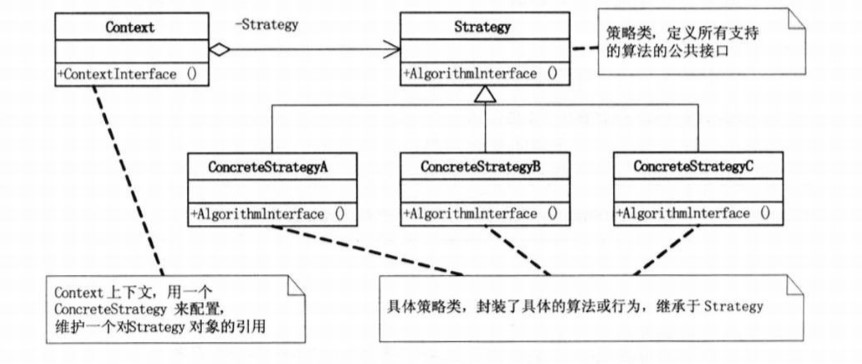 Context
-Strategy
Strategy
策略类，定义所有支持
的算法的公共接口
+ContextInterface ()
+AlgorithmInterface ()
ConcreteStrategyA
ConcreteStrategyB
ConcreteStrategyC
+AlgorithmInterface ()
+AlgorithmInterface ()
+AlgorithmInterface ()
Context 上下文，用一个
ConcreteStrategy 来配置，
维护一个对Strategy 对象的引用
具体策略类，封装了具体的算法或行为，继承于 Strategy